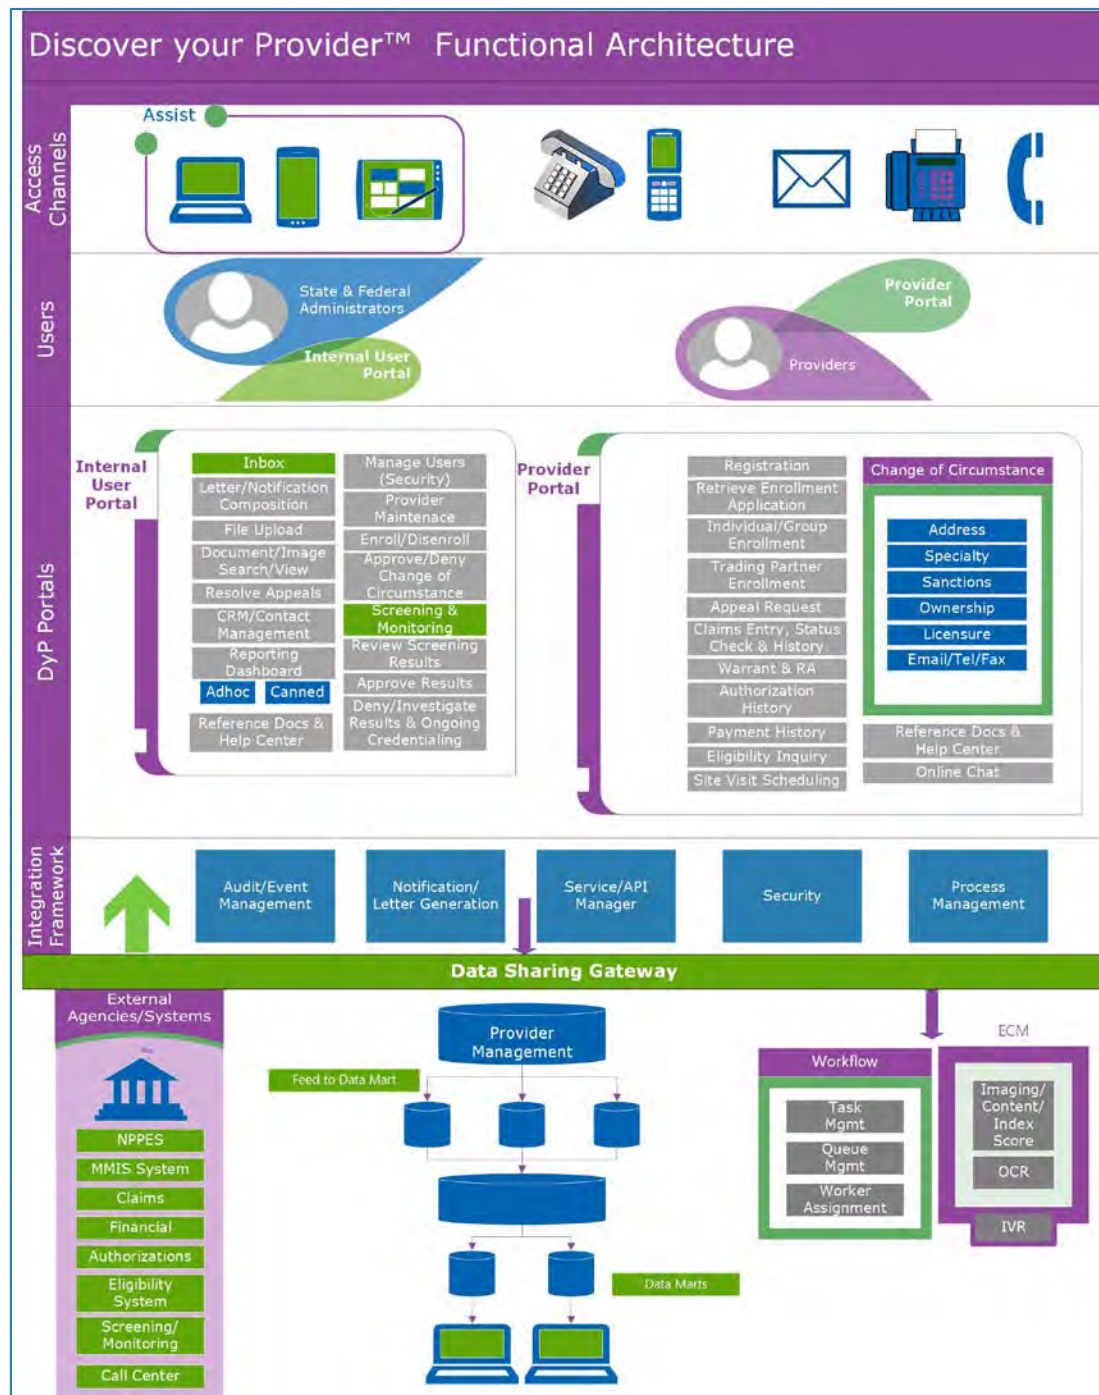 Discover your Provider™ Functional Architecture
Access
Channels
Assist
Users
State & Federal
Administrators
Internal User
Portal
Provider
Portal
Providers
DyP Portals
Internal
User
Portal
Inbox
Letter/Notification
Composition
File Upload
Document/Image
Search/View
Resolve Appeals
CRM/Contact
Management
Reporting
Dashboard
Adhoc
Canned
Reference Docs &
Help Center
Manage Users
(Security)
Provider
Maintenace
Enroll/Disenroll
Approve/Deny
Change of
Circumstance
Screening &
Monitoring
Review Screening
Results
Approve Results
Deny/Investigate
Results & Ongoing
Credentialing
Provider
Portal
Registration
Retrieve Enrollment
Application
Individual/Group
Enrollment
Trading Partner
Enrollment
Appeal Request
Claims Entry, Status
Check & History
Warrant & RA
Authorization
History
Payment History
Eligibility Inquiry
Site Visit Scheduling
Change of Circumstance
Address
Specialty
Sanctions
Ownership
Licensure
Email/Tel/Fax
Reference Docs &
Help Center
Online Chat
Integration
Framework
Audit/Event
Management
Notification/
Letter Generation
Service/API
Manager
Security
Process
Management
Data Sharing Gateway
External
Agencies/Systems
NPPES
MMIS System
Claims
Financial
Authorizations
Eligibility
System
Screening/
Monitoring
Call Center
Provider
Management
Feed to Data Mart
Data Marts
Workflow
Task
Mgmt
Queue
Mgmt
Worker
Assignment
ECM
Imaging/
Content/
Index
Score
OCR
IVR